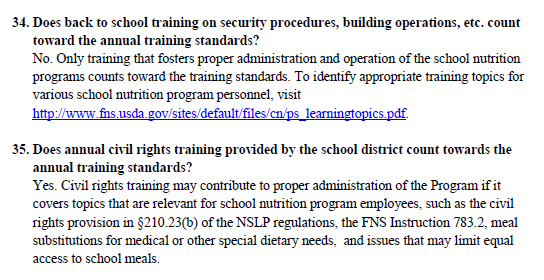 34. Does back to school training on security procedures, building operations, etc. count
toward the annual training standards?
No. Only training that fosters proper administration and operation of the school nutrition
programs counts toward the training standards. To identify appropriate training topics for
various school nutrition program personnel, visit
http://www.fns.usda.gov/sites/default/files/cn/ps_learningtopics.pdf.
35. Does annual civil rights training provided by the school district count towards the
annual training standards?
Yes. Civil rights training may contribute to proper administration of the Program if it
covers topics that are relevant for school nutrition program employees, such as the civil
rights provision in §210.23(b) of the NSLP regulations, the FNS Instruction 783.2, meal
substitutions for medical or other special dietary needs, and issues that may limit equal
access to school meals.